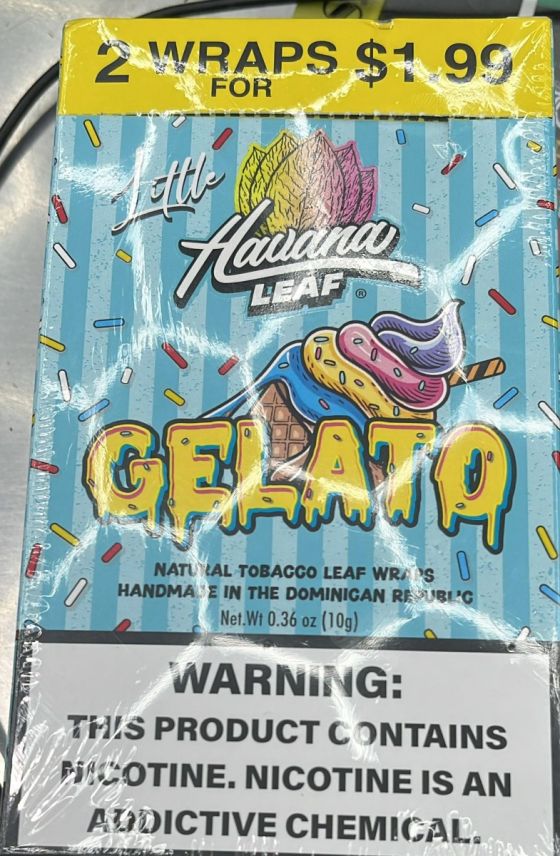 2 WRAPS $1.99
FOR
Little
Havana
LEAF®
GELATO
NATURAL TOBACCO LEAF WRAPS
HANDMADE IN THE DOMINICAN REPUBLIC
Net.Wt 0.36 oz (10g)
WARNING:
THIS PRODUCT CONTAINS
NICOTINE. NICOTINE IS AN
ADDICTIVE CHEMICAL.